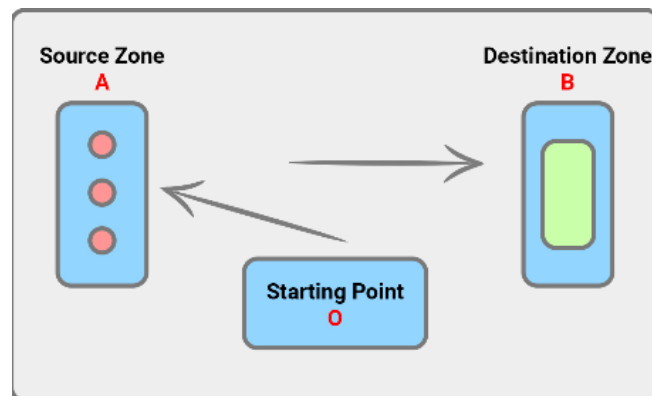 Source Zone
A
Destination Zone
B
Starting Point
O